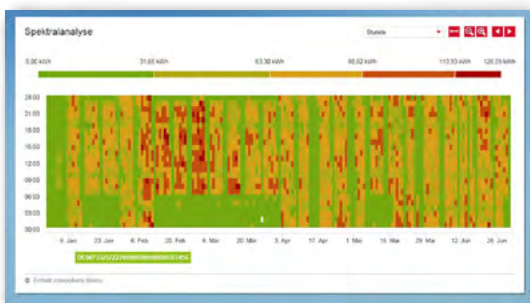 Spektralanalyse
Stunde
0,00 kWh 31,65 kWh 63,30 kWh 113,93 kWh
24:00
21:00
18:00
15:00
12:00
09:00
06:00
03:00
00:00
9. Jan 23. Jan 6. Feb 20. Feb 6. Mär 20. Mär 3. Apr 17. Apr 1. Mai 15. Mai 29. Mai 12. Jun 26. Jun